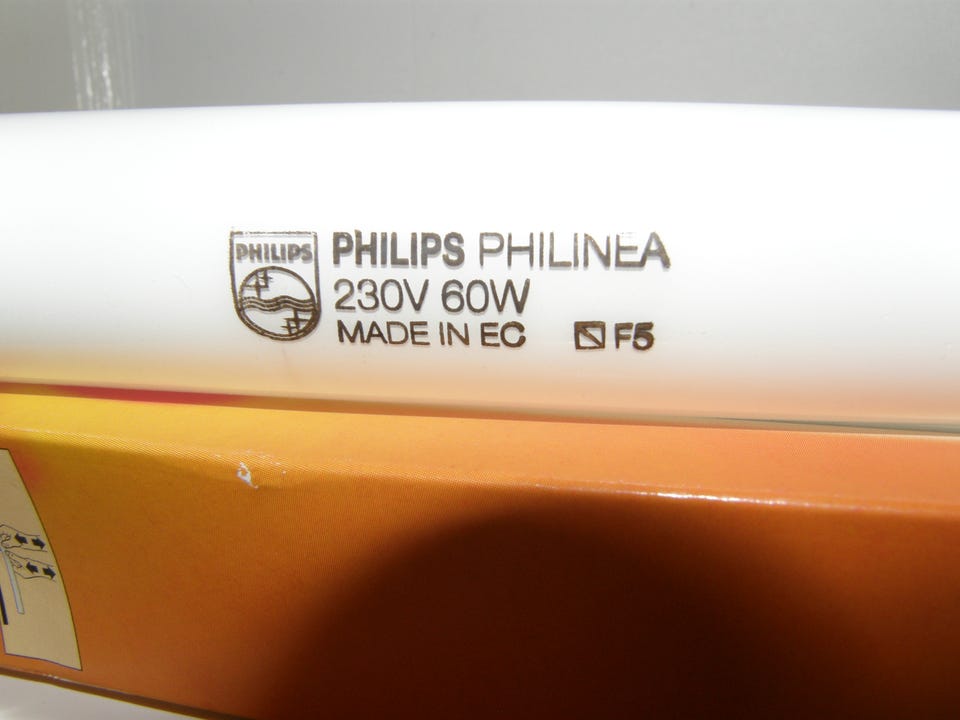 PHILIPS
PHILIPS PHILINEA
230V 60W
MADE IN EC F5